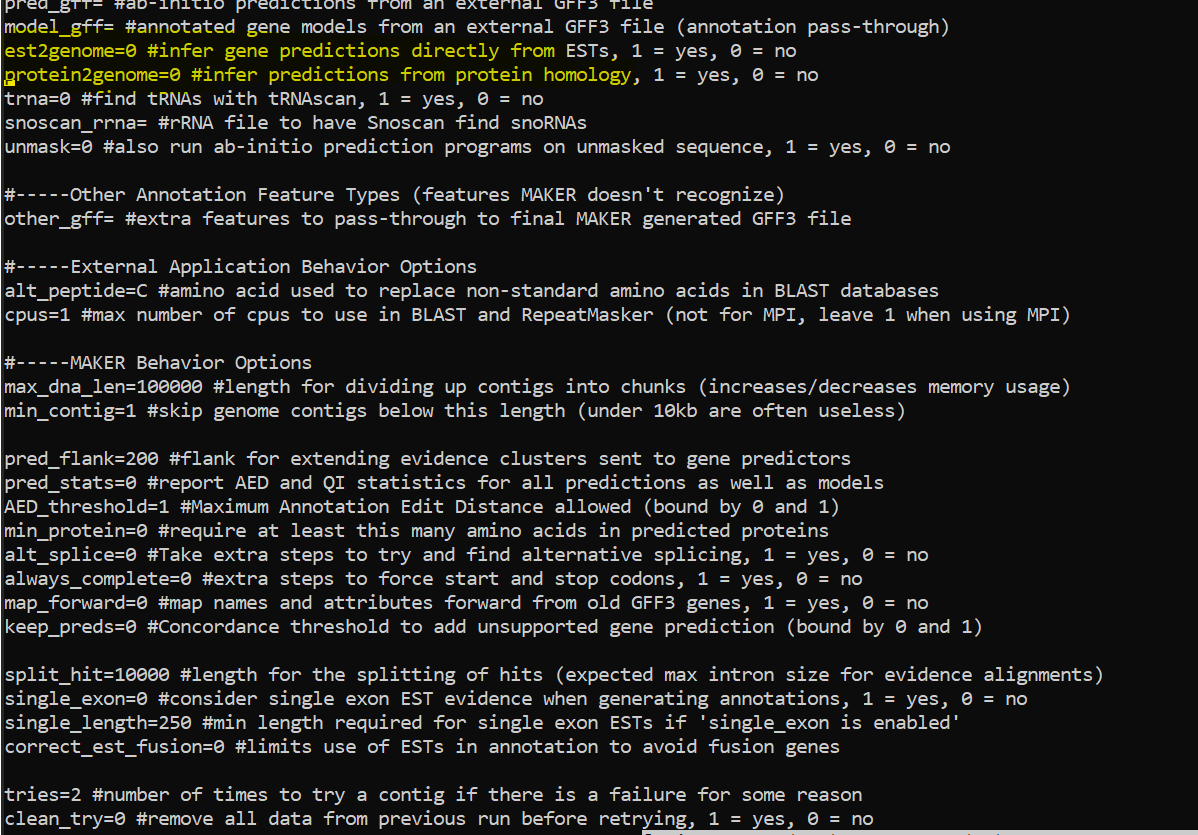 pred_gff= #ab-initio predictions from an external GFF3 file
model_gff= #annotated gene models from an external GFF3 file (annotation pass-through)
est2genome=0 #infer gene predictions directly from ESTs, 1 = yes, 0 = no
protein2genome=0 #infer predictions from protein homology, 1 = yes, 0 = no
trna=0 #find tRNAs with tRNAscan, 1 = yes, 0 = no
snoscan_rrna= #rRNA file to have Snoscan find snoRNAs
unmask=0 #also run ab-initio prediction programs on unmasked sequence, 1 = yes, 0 = no
#-----Other Annotation Feature Types (features MAKER doesn't recognize)
other_gff= #extra features to pass-through to final MAKER generated GFF3 file
#-----External Application Behavior Options
alt_peptide=C #amino acid used to replace non-standard amino acids in BLAST databases
cpus=1 #max number of cpus to use in BLAST and RepeatMasker (not for MPI, leave 1 when using MPI)
#-----MAKER Behavior Options
max_dna_len=100000 #length for dividing up contigs into chunks (increases/decreases memory usage)
min_contig=1 #skip genome contigs below this length (under 10kb are often useless)
pred_flank=200 #flank for extending evidence clusters sent to gene predictors
pred_stats=0 #report AED and QI statistics for all predictions as well as models
AED_threshold=1 #Maximum Annotation Edit Distance allowed (bound by 0 and 1)
min_protein=0 #require at least this many amino acids in predicted proteins
alt_splice=0 #Take extra steps to try and find alternative splicing, 1 = yes, 0 = no
always_complete=0 #extra steps to force start and stop codons, 1 = yes, 0 = no
map_forward=0 #map names and attributes forward from old GFF3 genes, 1 = yes, 0 = no
keep_preds=0 #Concordance threshold to add unsupported gene prediction (bound by 0 and 1)
split_hit=10000 #length for the splitting of hits (expected max intron size for evidence alignments)
single_exon=0 #consider single exon EST evidence when generating annotations, 1 = yes, 0 = no
single_length=250 #min length required for single exon ESTs if 'single_exon is enabled'
correct_est_fusion=0 #limits use of ESTs in annotation to avoid fusion genes
tries=2 #number of times to try a contig if there is a failure for some reason
clean_try=0 #remove all data from previous run before retrying, 1 = yes, 0 = no